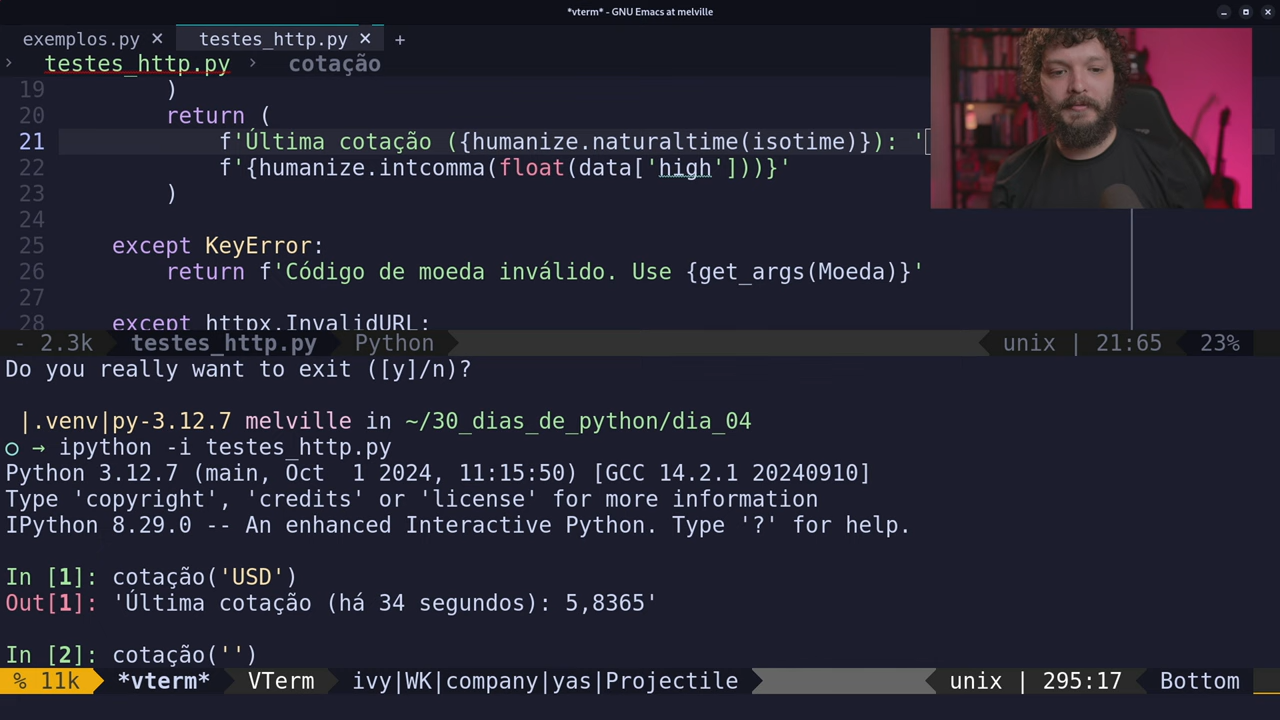 *vterm* - GNU Emacs at melville
exemplos.py × testes_http.py × +
› testes_http.py › cotação
19 )
20 return (
21 f'Última cotação ({humanize.naturaltime(isotime)}): '
22 f'{humanize.intcomma(float(data['high']))}'
23 )
24
25 except KeyError:
26 return f'Código de moeda inválido. Use {get_args(Moeda)}'
27
28 except httpx.InvalidURL:
- 2.3k testes_http.py Python unix | 21:65 23%
Do you really want to exit ([y]/n)?
|.venv|py-3.12.7 melville in ~/30_dias_de_python/dia_04
○ → ipython -i testes_http.py
Python 3.12.7 (main, Oct  1 2024, 11:15:50) [GCC 14.2.1 20240910]
Type 'copyright', 'credits' or 'license' for more information
IPython 8.29.0 -- An enhanced Interactive Python. Type '?' for help.
In [1]: cotação('USD')
Out[1]: 'Última cotação (há 34 segundos): 5,8365'
In [2]: cotação('')
% 11k *vterm* VTerm ivy|WK|company|yas|Projectile unix | 295:17 Bottom